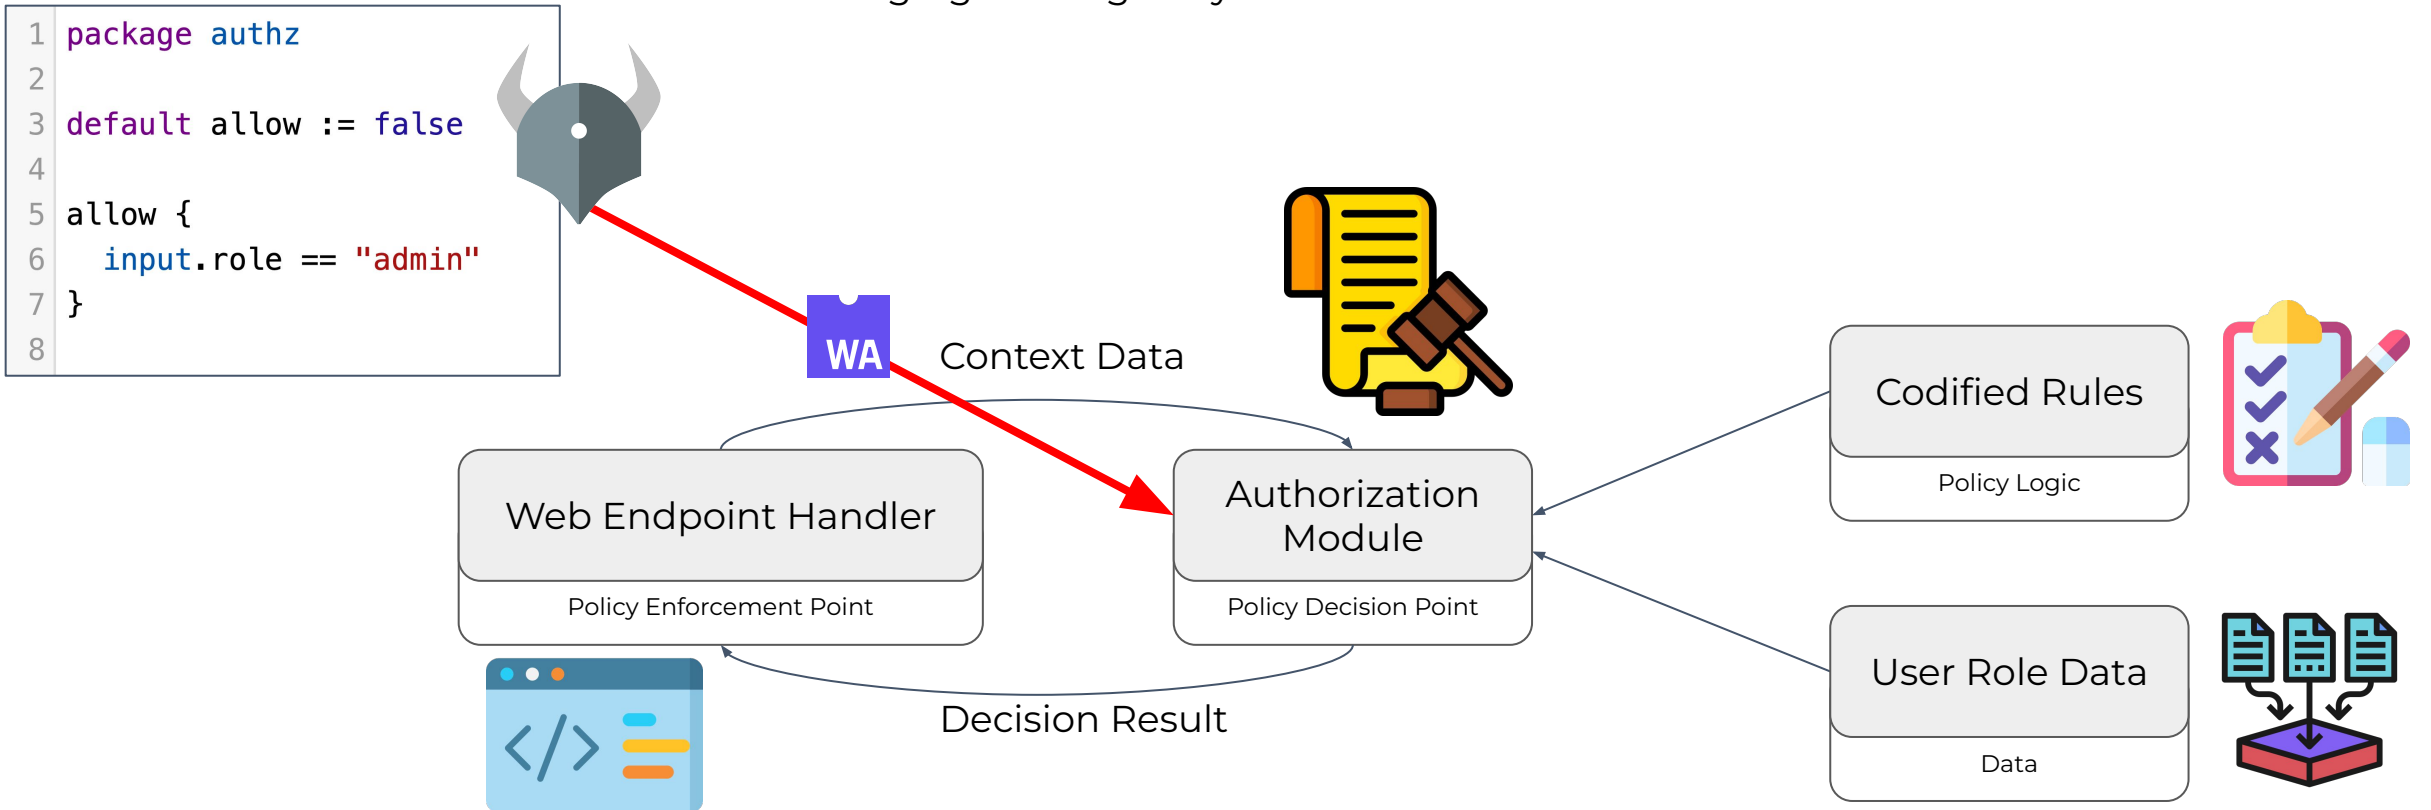 1 package authz
2
3 default allow := false
4
5 allow {
6 input.role == "admin"
7 }
8
WA
Context Data
Web Endpoint Handler
Policy Enforcement Point
Authorization
Module
Policy Decision Point
Decision Result
Codified Rules
Policy Logic
User Role Data
Data